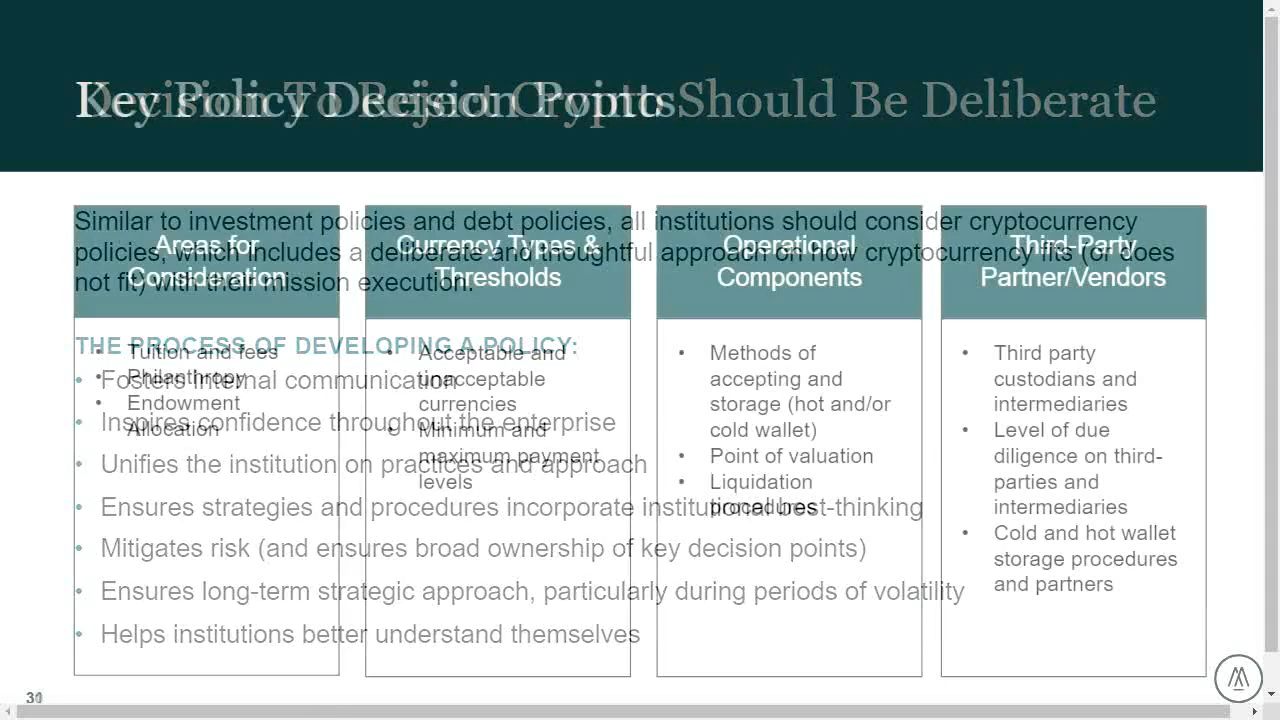 Key Policy Decision Points
Decision To Reject Crypto Should Be Deliberate
Similar to investment policies and debt policies, all institutions should consider cryptocurrency
policies, which includes a deliberate and thoughtful approach on how cryptocurrency fits (or does
not fit) with their mission execution.
THE PROCESS OF DEVELOPING A POLICY:
• Fosters internal communication
• Inspires confidence throughout the enterprise
• Unifies the institution on practices and approach
• Ensures strategies and procedures incorporate institutional best-thinking
• Mitigates risk (and ensures broad ownership of key decision points)
• Ensures long-term strategic approach, particularly during periods of volatility
• Helps institutions better understand themselves
Areas for
Consideration
• Tuition and fees
• Philanthropy
• Endowment
Allocation
Currency Types &
Thresholds
• Acceptable and
unacceptable
currencies
• Minimum and
maximum payment
levels
Operational
Components
• Methods of
accepting and
storage (hot and/or
cold wallet)
• Point of valuation
• Liquidation
procedures
Third-Party
Partner/Vendors
• Third party
custodians and
intermediaries
• Level of due
diligence on third-
parties and
intermediaries
• Cold and hot wallet
storage procedures
and partners